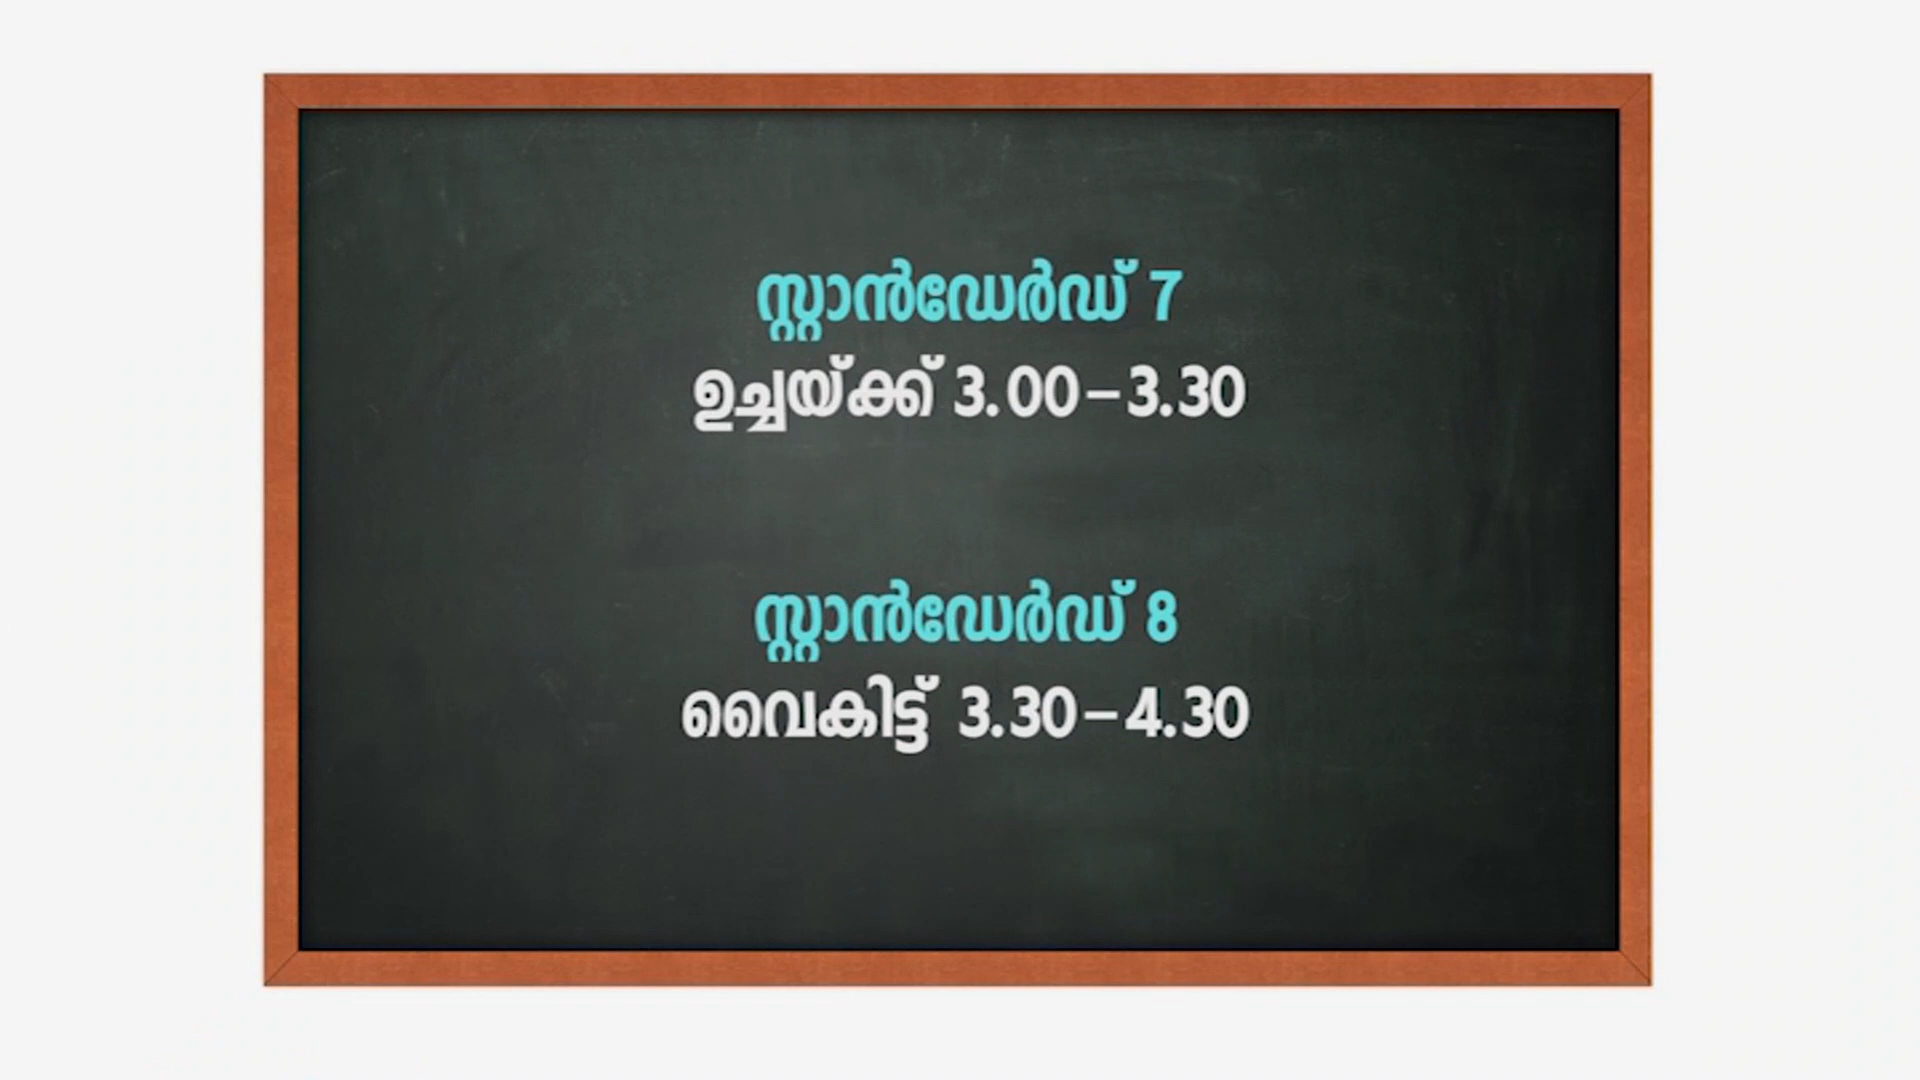 സ്റ്റാൻഡേർഡ് 7
ഉച്ചയ്ക്ക് 3.00–3.30
സ്റ്റാൻഡേർഡ് 8
വൈകിട്ട് 3.30–4.30